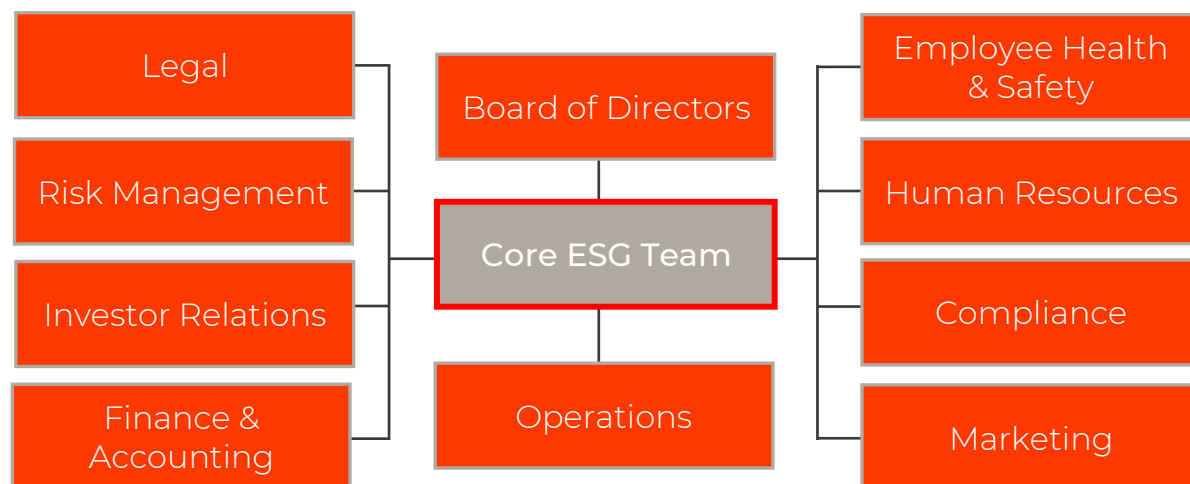 Legal
Risk Management
Investor Relations
Finance &
Accounting
Board of Directors
Core ESG Team
Operations
Employee Health
& Safety
Human Resources
Compliance
Marketing